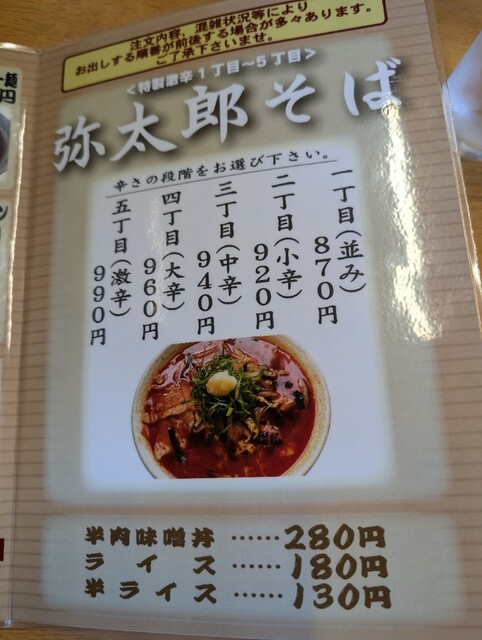 注文内容、混雑状況等により
お出しする順番が前後する場合が多々あります。
ご了承下さいませ。
<特製激辛1丁目~5丁目>
弥太郎そば
辛さの段階をお選び下さい。
一丁目(並み)870円
二丁目(小辛)920円
三丁目(中辛)940円
四丁目(大辛)960円
五丁目(激辛)990円
半肉味噌丼……280円
ライス……180円
半ライス……130円
麺
円
ン